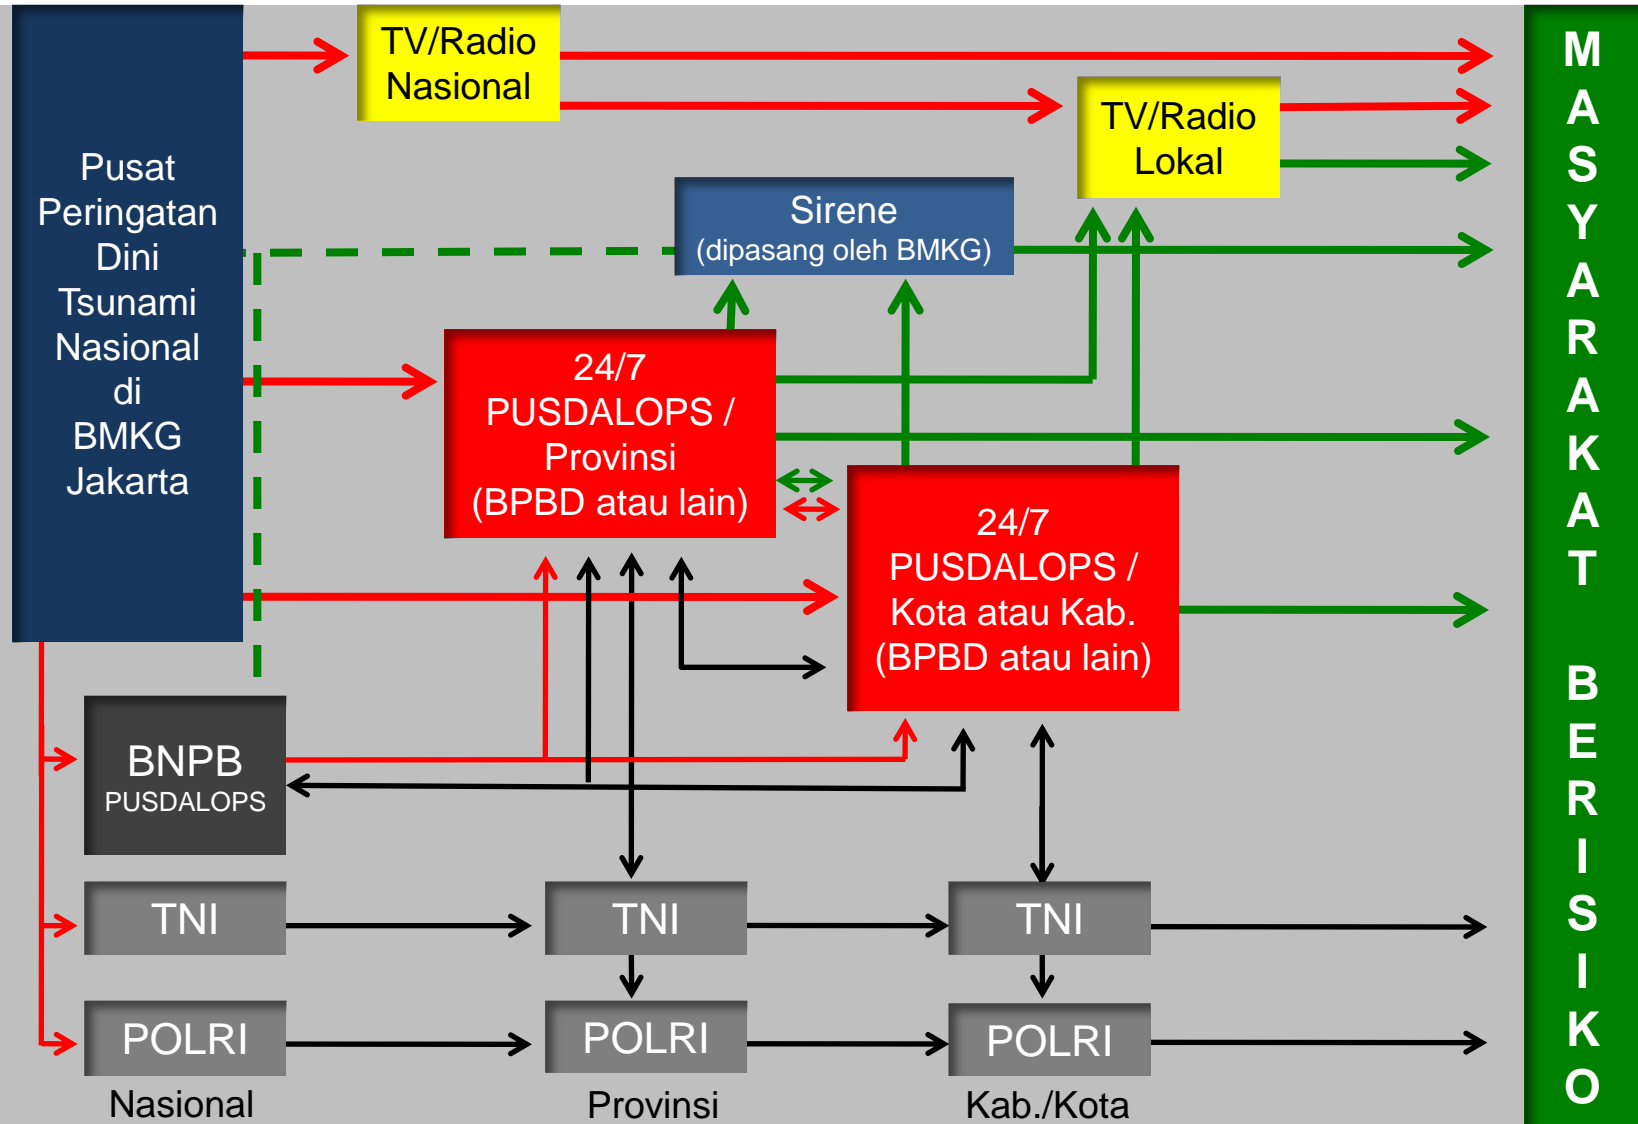 Pusat
Peringatan
Dini
Tsunami
Nasional
di
BMKG
Jakarta
TV/Radio
Nasional
TV/Radio
Lokal
Sirene
(dipasang oleh BMKG)
24/7
PUSDALOPS /
Provinsi
(BPBD atau lain)
24/7
PUSDALOPS /
Kota atau Kab.
(BPBD atau lain)
BNPB
PUSDALOPS
TNI
TNI
TNI
POLRI
POLRI
POLRI
Nasional
Provinsi
Kab./Kota
M
A
S
Y
A
R
A
K
A
T
B
E
R
I
S
I
K
O